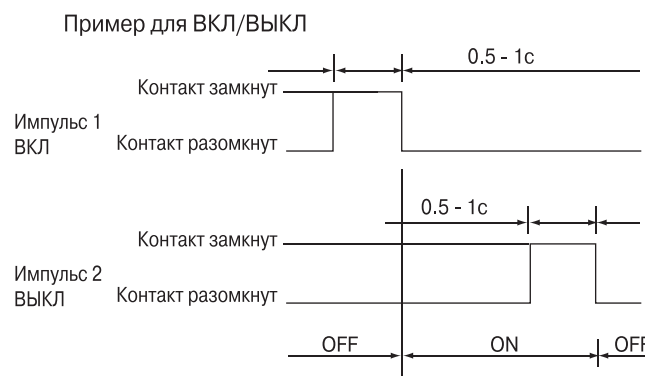 Пример для ВКЛ/ВЫКЛ
0.5 - 1с
Контакт замкнут
Импульс 1
ВКЛ
Контакт разомкнут
0.5 - 1с
Контакт замкнут
Импульс 2
ВЫКЛ
Контакт разомкнут
OFF
ON
OFF